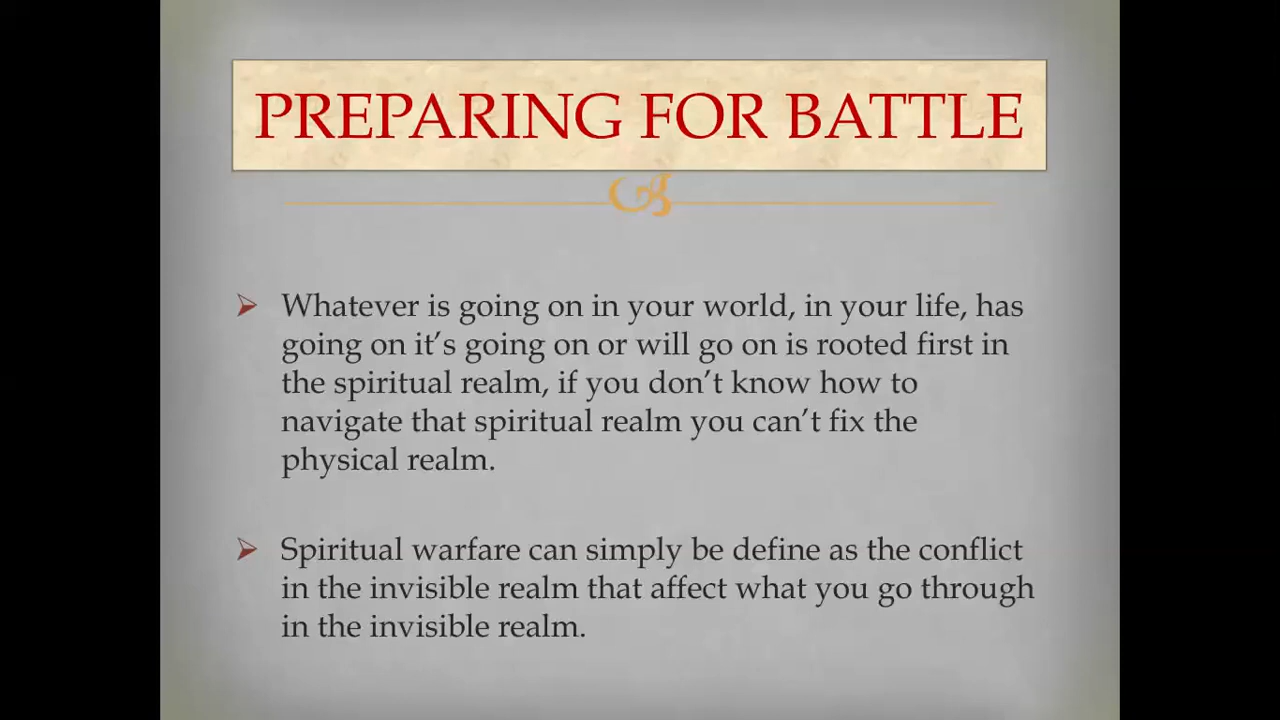 PREPARING FOR BATTLE
Whatever is going on in your world, in your life, has
going on it's going on or will go on is rooted first in
the spiritual realm, if you don't know how to
navigate that spiritual realm you can't fix the
physical realm.
Spiritual warfare can simply be define as the conflict
in the invisible realm that affect what you go through
in the invisible realm.